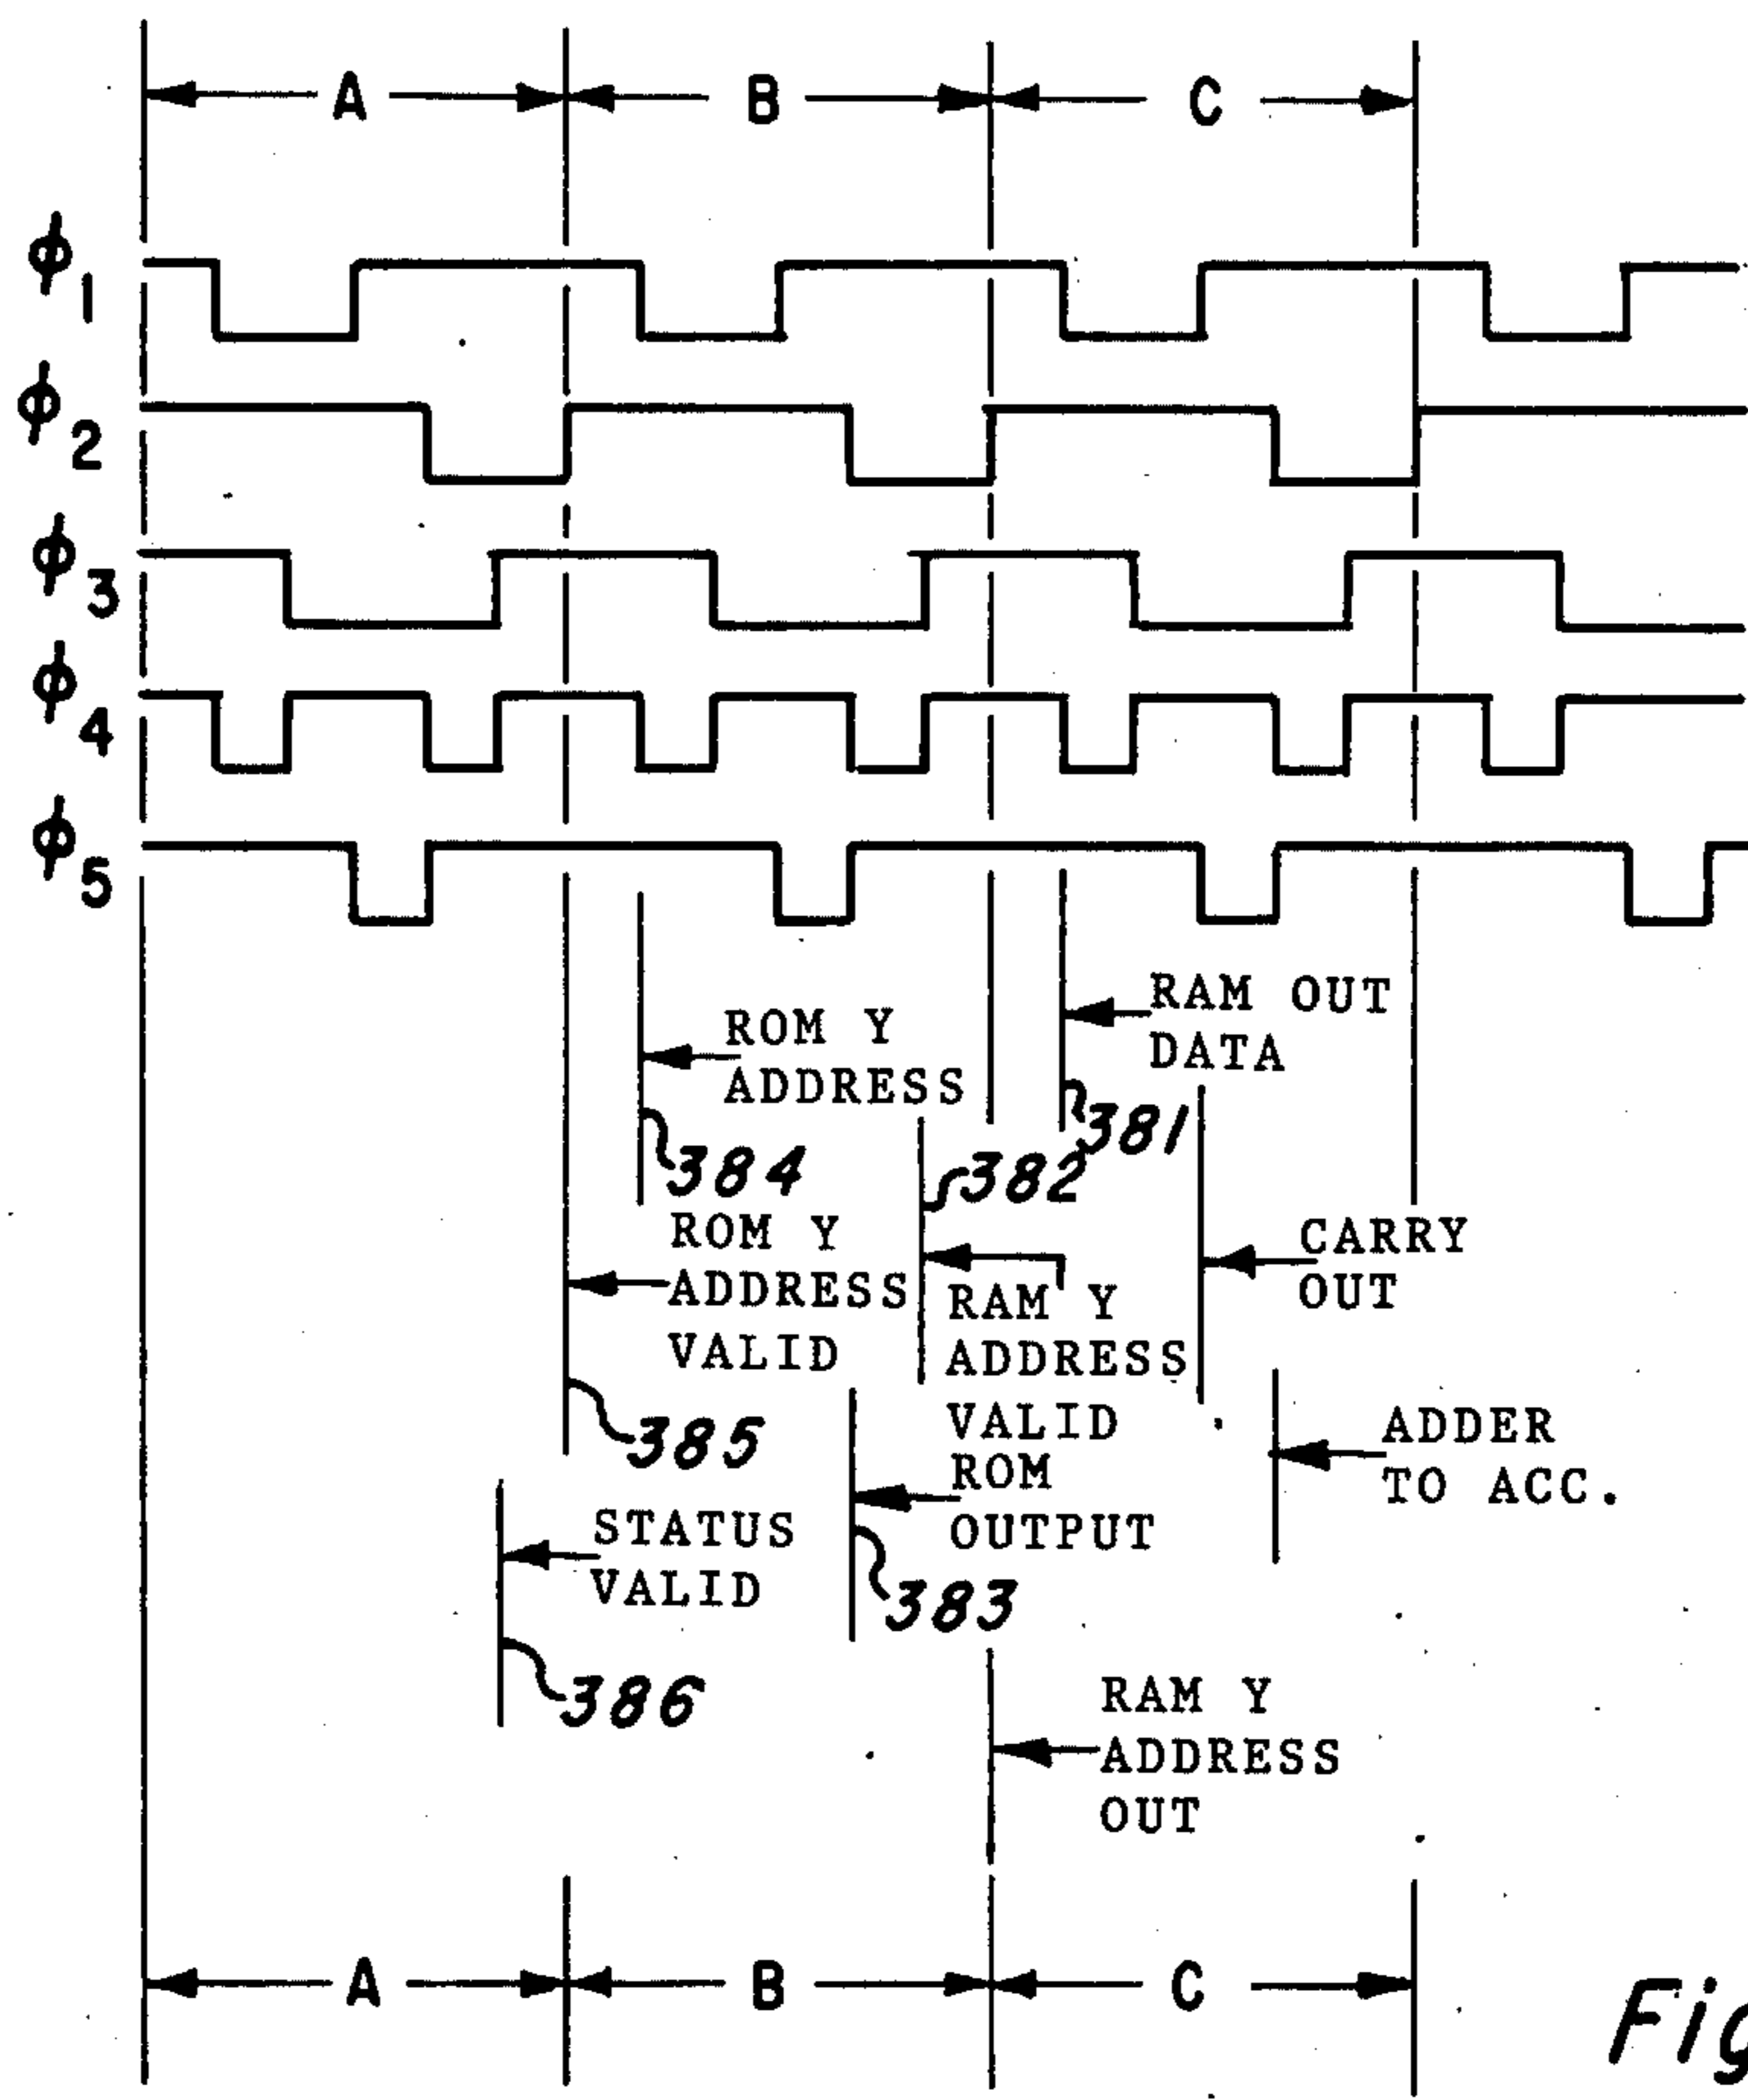 A B C
ϕ1
ϕ2
ϕ3
ϕ4
ϕ5
RAM OUT
DATA
381
ROM Y
ADDRESS
384
382
ROM Y
ADDRESS
VALID
385
RAM Y
ADDRESS
VALID
CARRY
OUT
ADDER
TO ACC.
ROM
OUTPUT
383
STATUS
VALID
386
RAM Y
ADDRESS
OUT
A B C
Fig